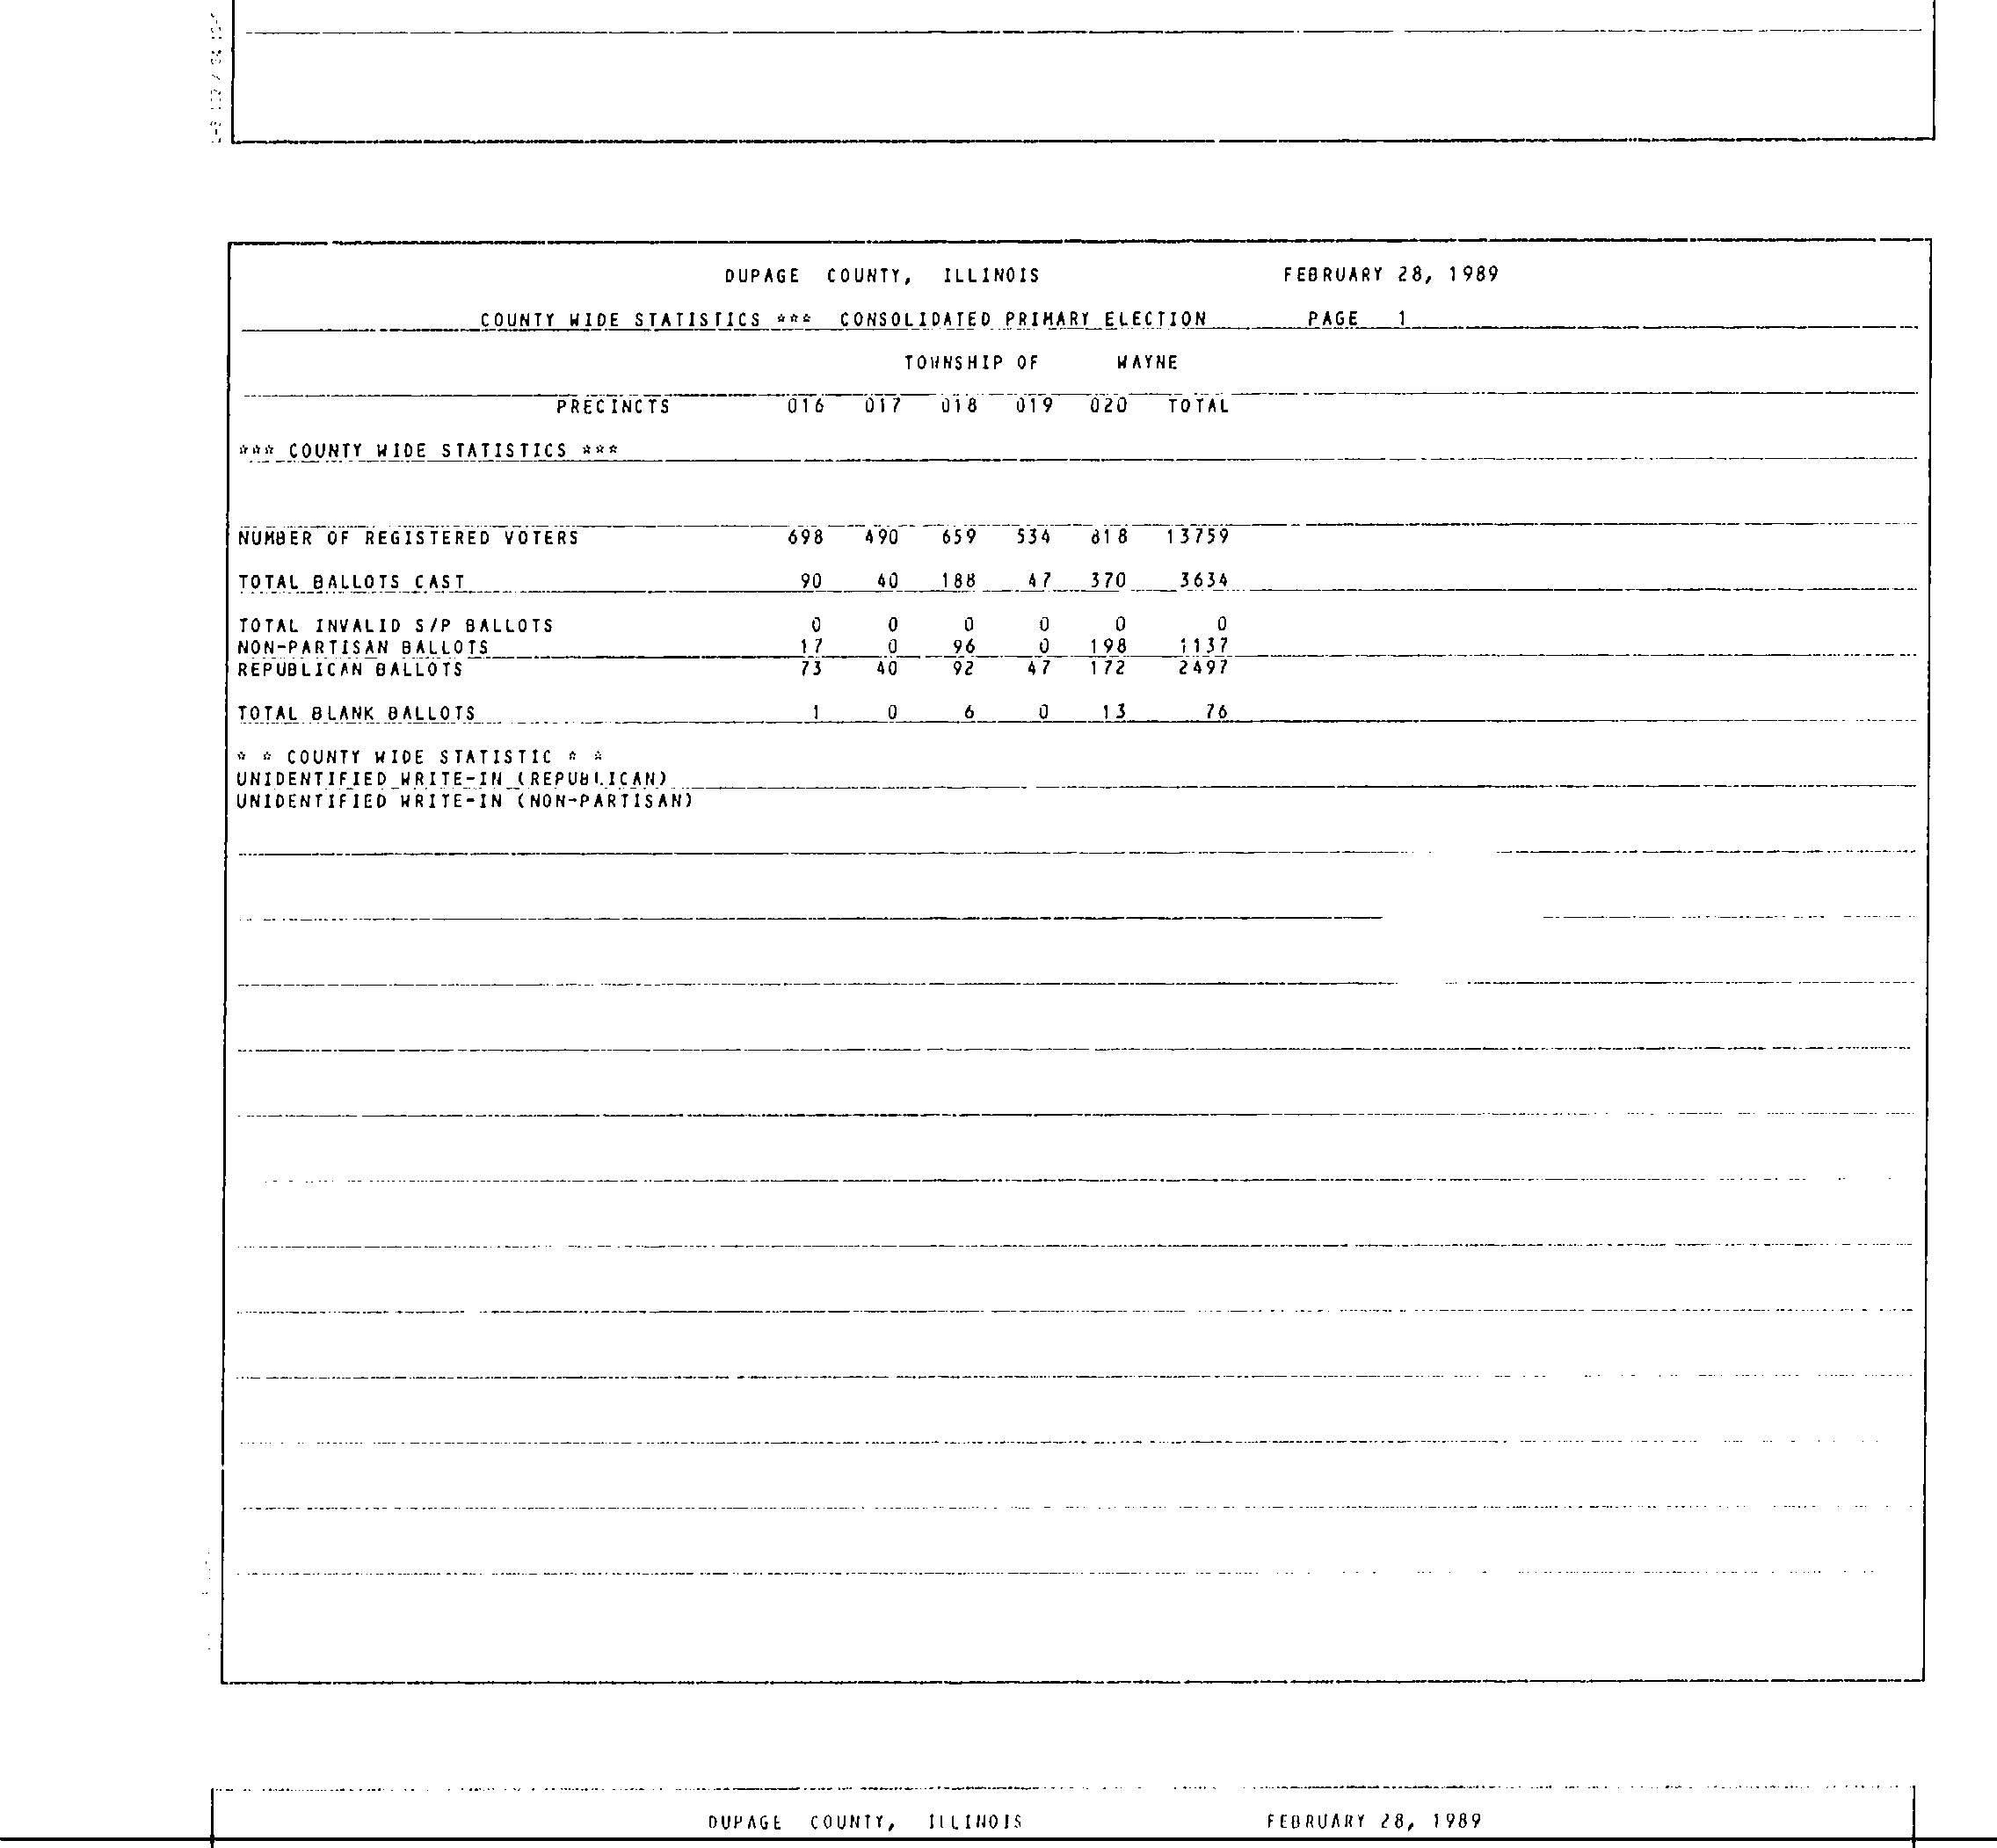 DUPAGE COUNTY, ILLINOIS FEBRUARY 28, 1989
COUNTY WIDE STATISTICS *** CONSOLIDATED PRIMARY ELECTION PAGE 1
TOWNSHIP OF WAYNE
PRECINCTS 016 017 018 019 020 TOTAL
*** COUNTY WIDE STATISTICS ***
NUMBER OF REGISTERED VOTERS 698 490 659 534 818 13759
TOTAL BALLOTS CAST 90 40 188 47 370 3634
TOTAL INVALID S/P BALLOTS 0 0 0 0 0 0
NON-PARTISAN BALLOTS 17 0 96 0 198 1137
REPUBLICAN BALLOTS 73 40 92 47 172 2497
TOTAL BLANK BALLOTS 1 0 6 0 13 76
* * COUNTY WIDE STATISTIC * *
UNIDENTIFIED WRITE-IN (REPUBLICAN)
UNIDENTIFIED WRITE-IN (NON-PARTISAN)
DUPAGE COUNTY, ILLINOIS FEBRUARY 28, 1989